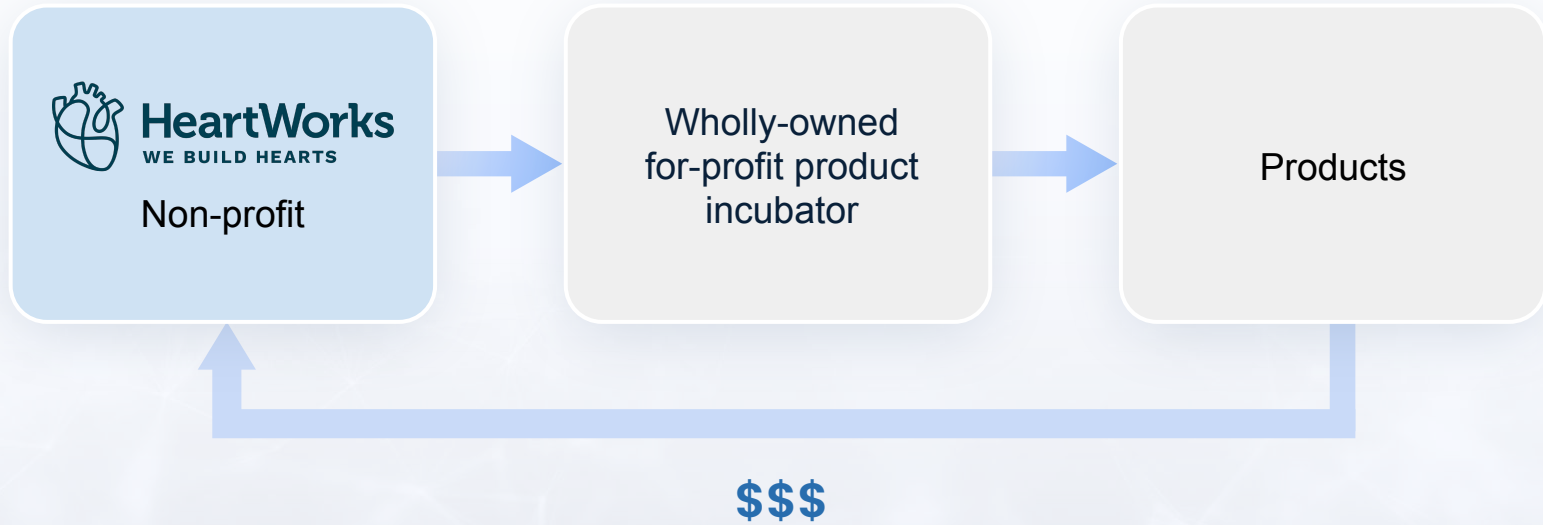 HeartWorks
WE BUILD HEARTS
Non-profit
Wholly-owned
for-profit product
incubator
Products
$$$